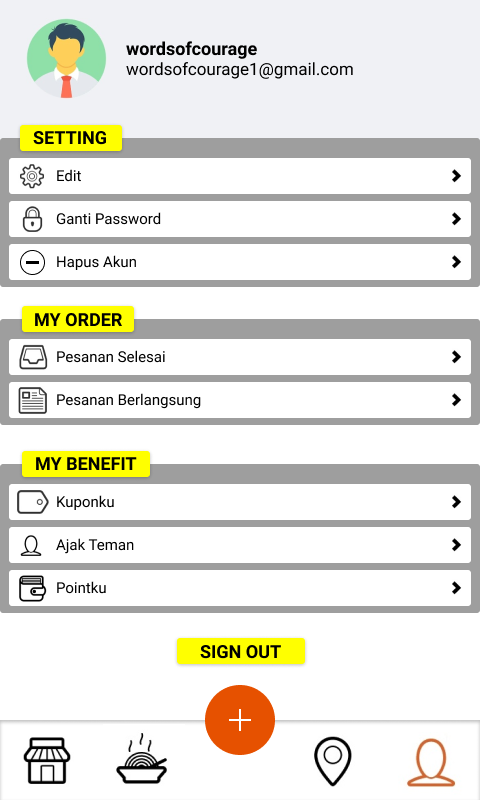 wordsofcourage
wordsofcourage1@gmail.com
SETTING
Edit
Ganti Password
Hapus Akun
MY ORDER
Pesanan Selesai
Pesanan Berlangsung
MY BENEFIT
Kuponku
Ajak Teman
Pointku
SIGN OUT